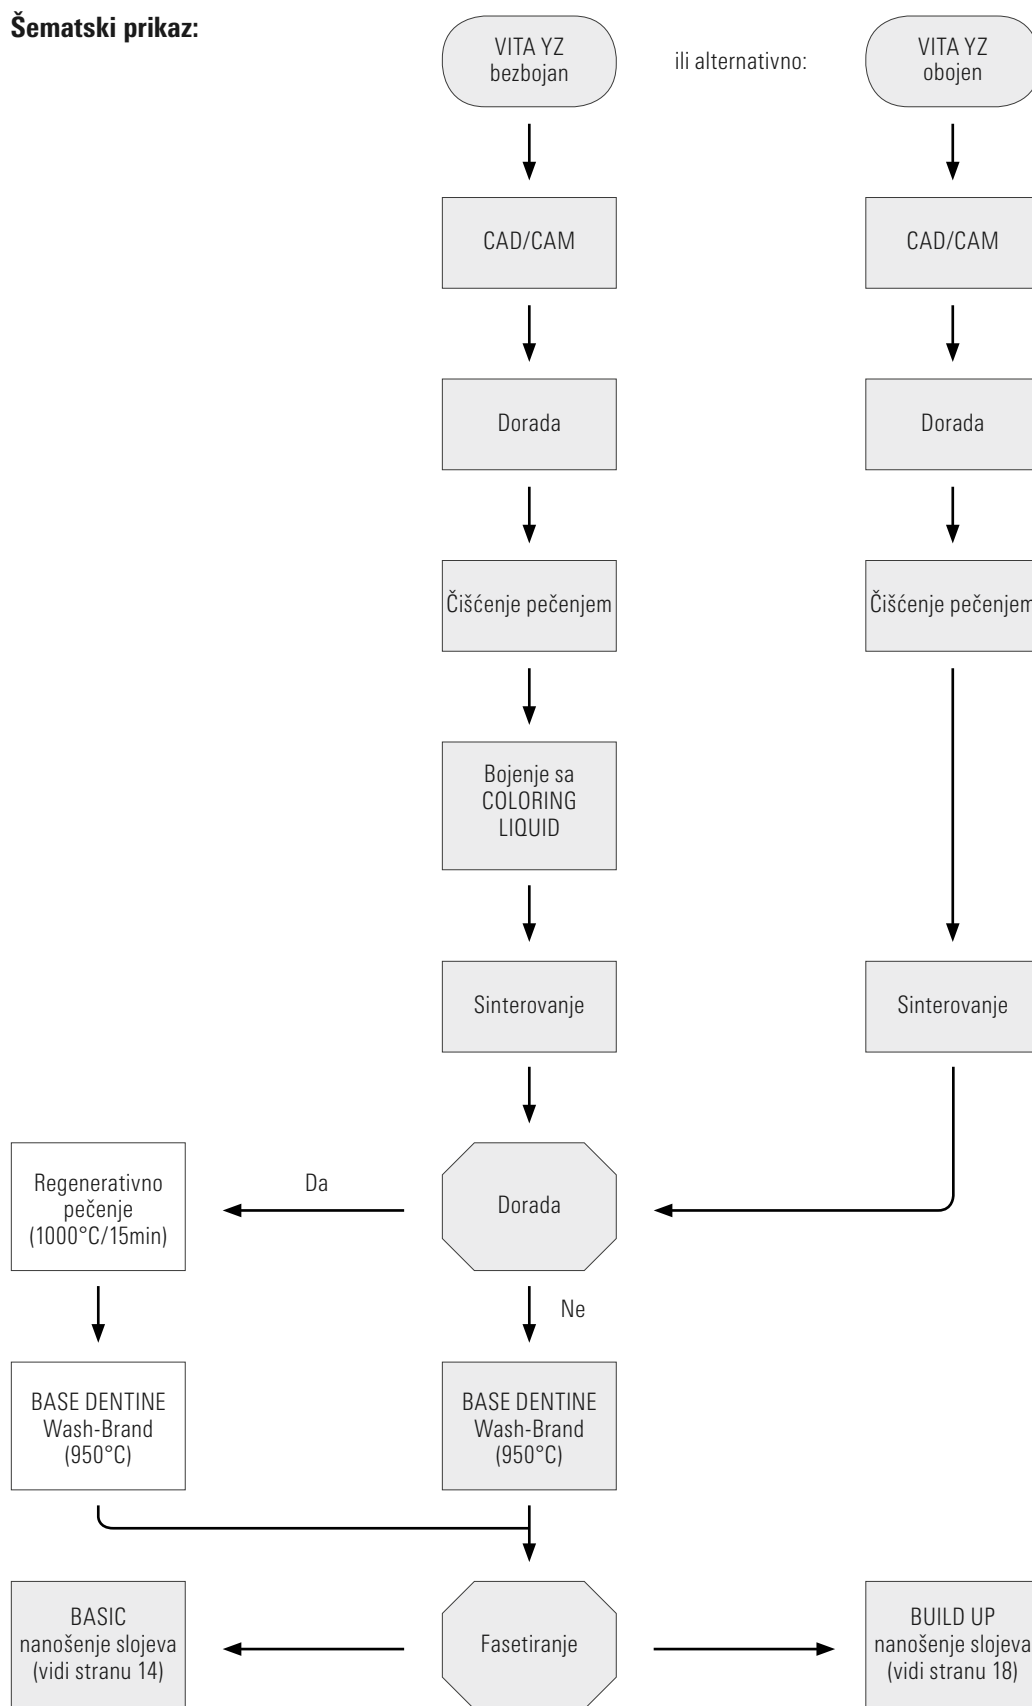 Šematski prikaz:
VITA YZ
bezbojan
ili alternativno:
VITA YZ
obojen
CAD/CAM
CAD/CAM
Dorada
Dorada
Čišćenje pečenjem
Čišćenje pečenjem
Bojenje sa
COLORING
LIQUID
Sinterovanje
Sinterovanje
Regenerativno
pečenje
(1000°C/15min)
Da
Dorada
Ne
BASE DENTINE
Wash-Brand
(950°C)
BASE DENTINE
Wash-Brand
(950°C)
BASIC
nanošenje slojeva
(vidi stranu 14)
Fasetiranje
BUILD UP
nanošenje slojeva
(vidi stranu 18)